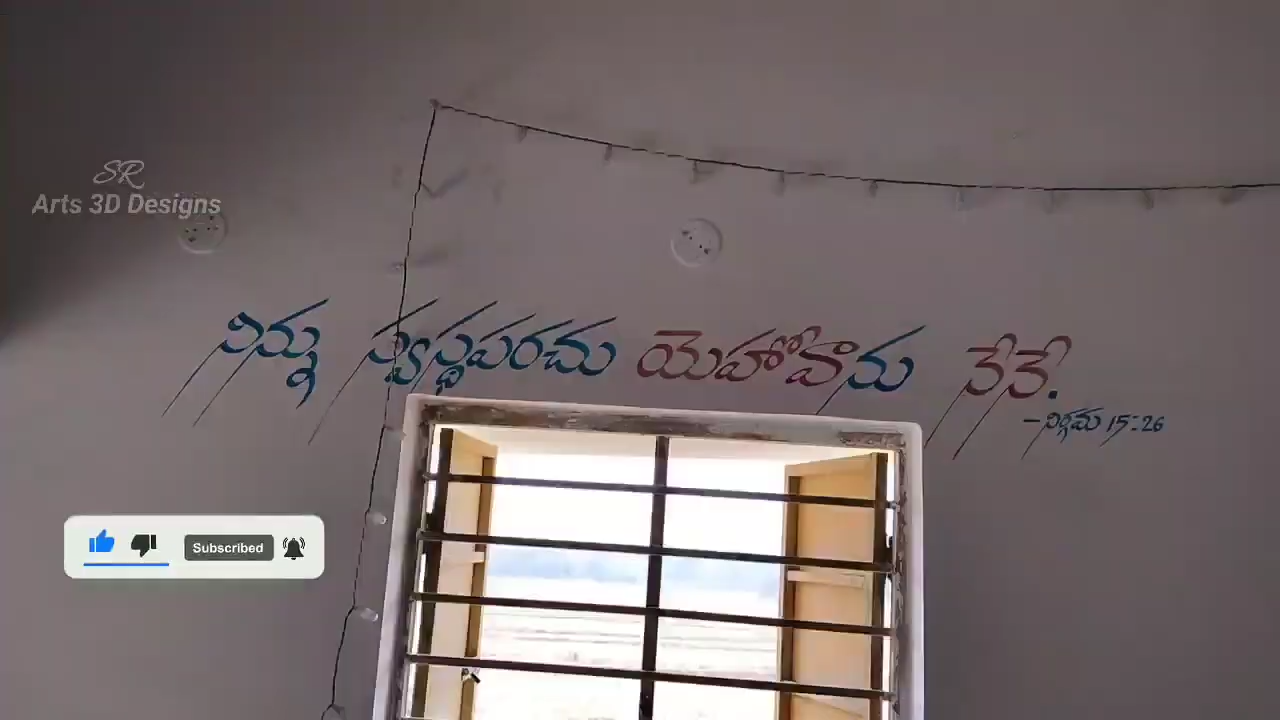 SR
Arts 3D Designs
నిన్ను స్వస్థపరచు యెహోవాను నేనే.
- నిర్గమ 15:26
Subscribed